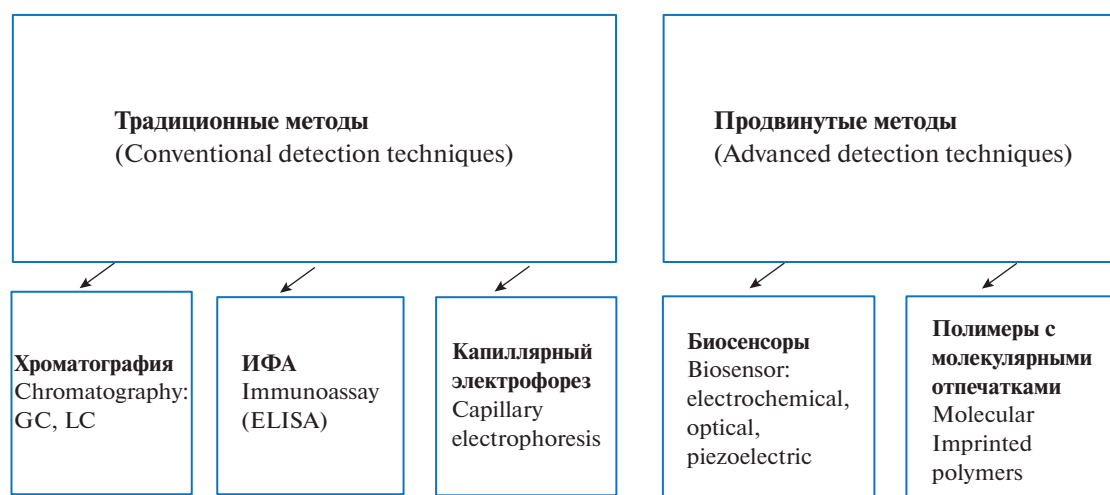 Традиционные методы
(Conventional detection techniques)
Продвинутые методы
(Advanced detection techniques)
Хроматография
Chromatography:
GC, LC
ИФА
Immunoassay
(ELISA)
Капиллярный
электрофорез
Capillary
electrophoresis
Биосенсоры
Biosensor:
electrochemical,
optical,
piezoelectric
Полимеры с
молекулярными
отпечатками
Molecular
Imprinted
polymers